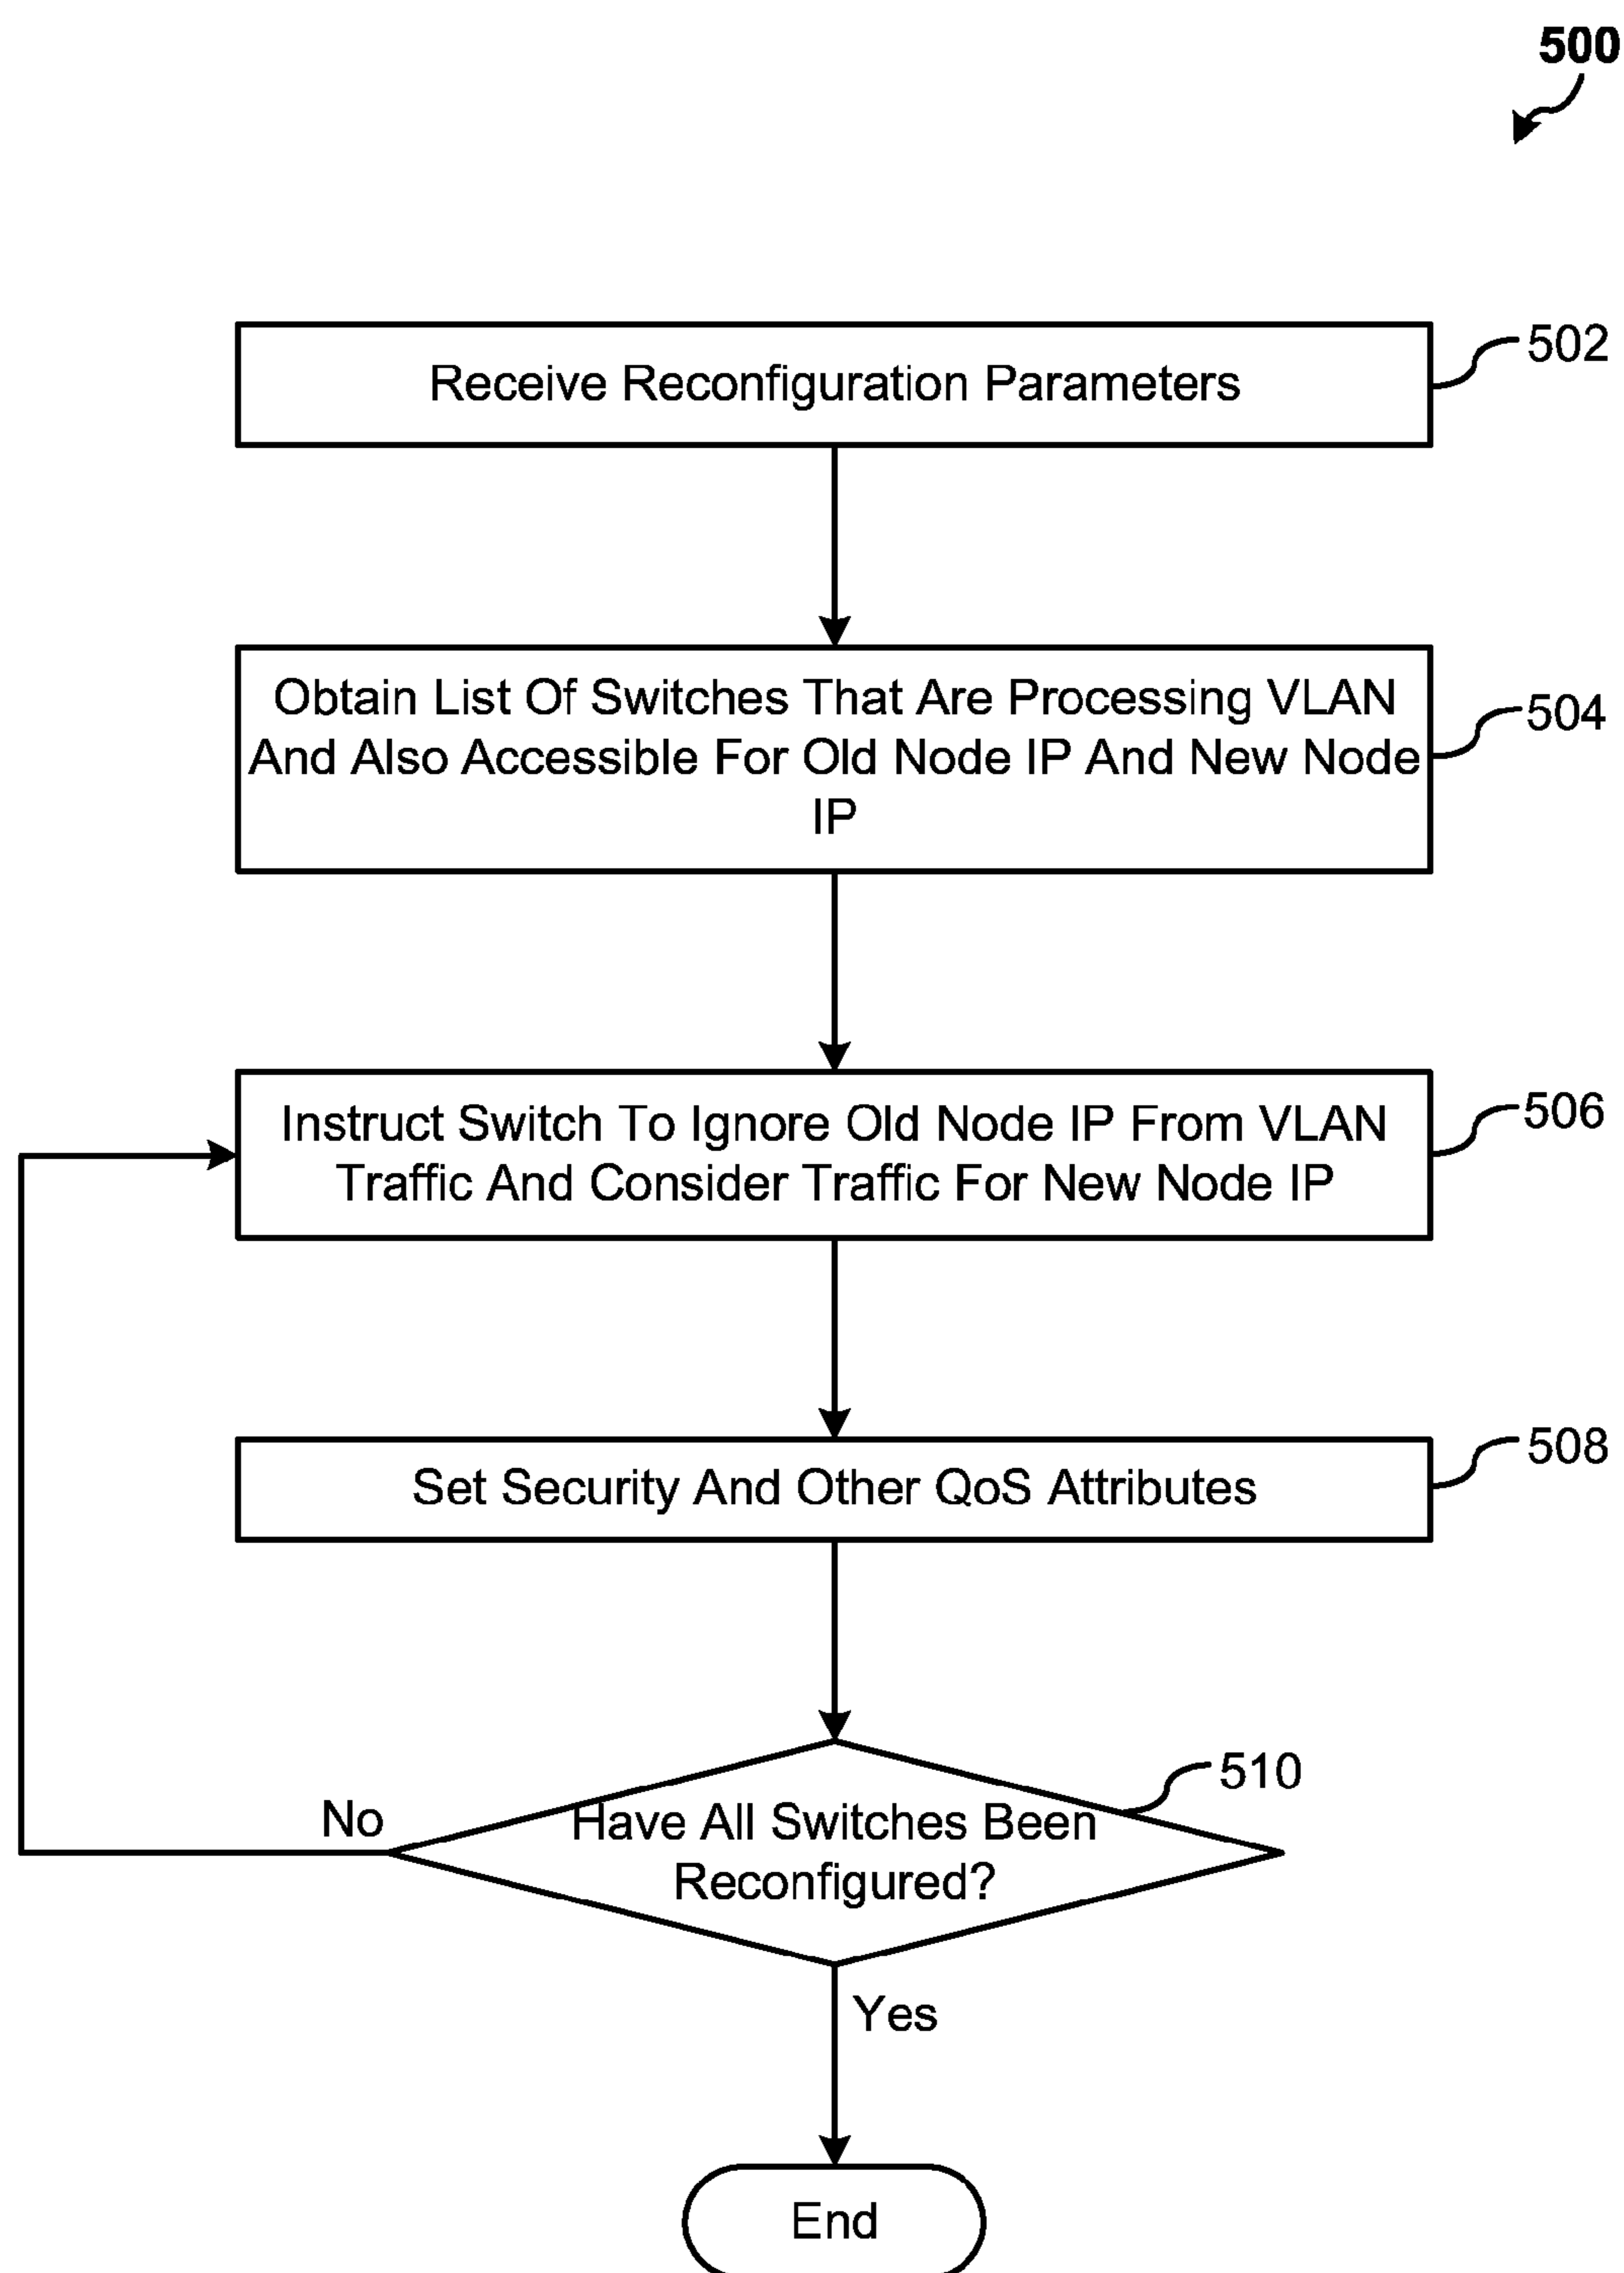 500
Receive Reconfiguration Parameters
502
Obtain List Of Switches That Are Processing VLAN
And Also Accessible For Old Node IP And New Node
IP
504
Instruct Switch To Ignore Old Node IP From VLAN
Traffic And Consider Traffic For New Node IP
506
Set Security And Other QoS Attributes
508
Have All Switches Been
Reconfigured?
510
No
Yes
End